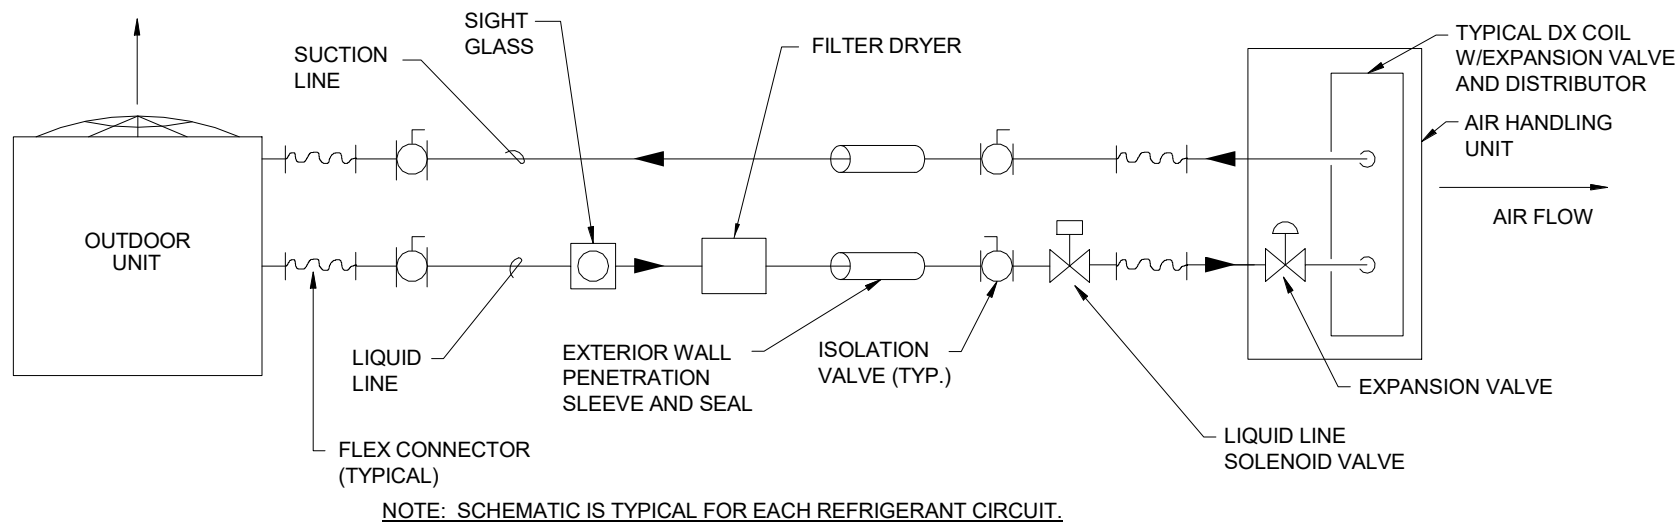 SIGHT
GLASS
SUCTION
LINE
FILTER DRYER
TYPICAL DX COIL
W/EXPANSION VALVE
AND DISTRIBUTOR
AIR HANDLING
UNIT
AIR FLOW
OUTDOOR
UNIT
LIQUID
LINE
EXTERIOR WALL
PENETRATION
SLEEVE AND SEAL
ISOLATION
VALVE (TYP.)
EXPANSION VALVE
FLEX CONNECTOR
(TYPICAL)
LIQUID LINE
SOLENOID VALVE
NOTE: SCHEMATIC IS TYPICAL FOR EACH REFRIGERANT CIRCUIT.